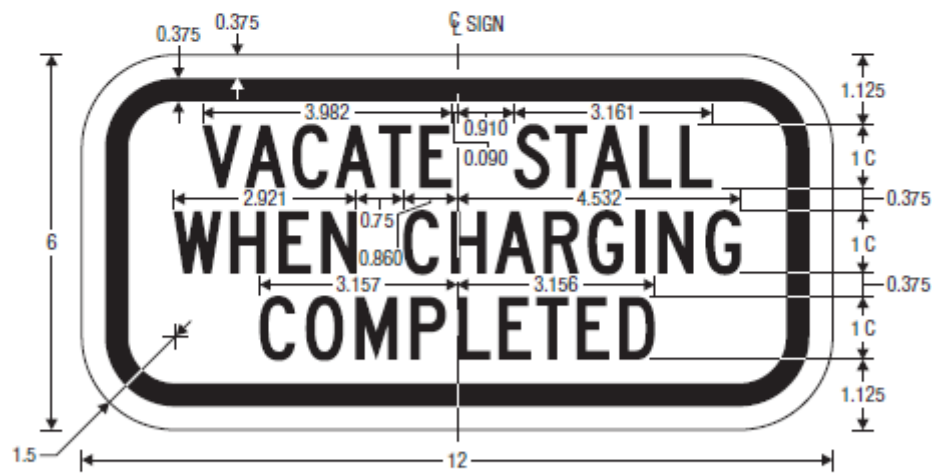 0.375
0.375
℄ SIGN
3.982
0.910
3.161
1.125
VACATE STALL
0.090
1 C
2.921
0.75
4.532
0.375
6
WHEN CHARGING
0.860
1 C
3.157
3.156
0.375
COMPLETED
1 C
1.125
1.5
12